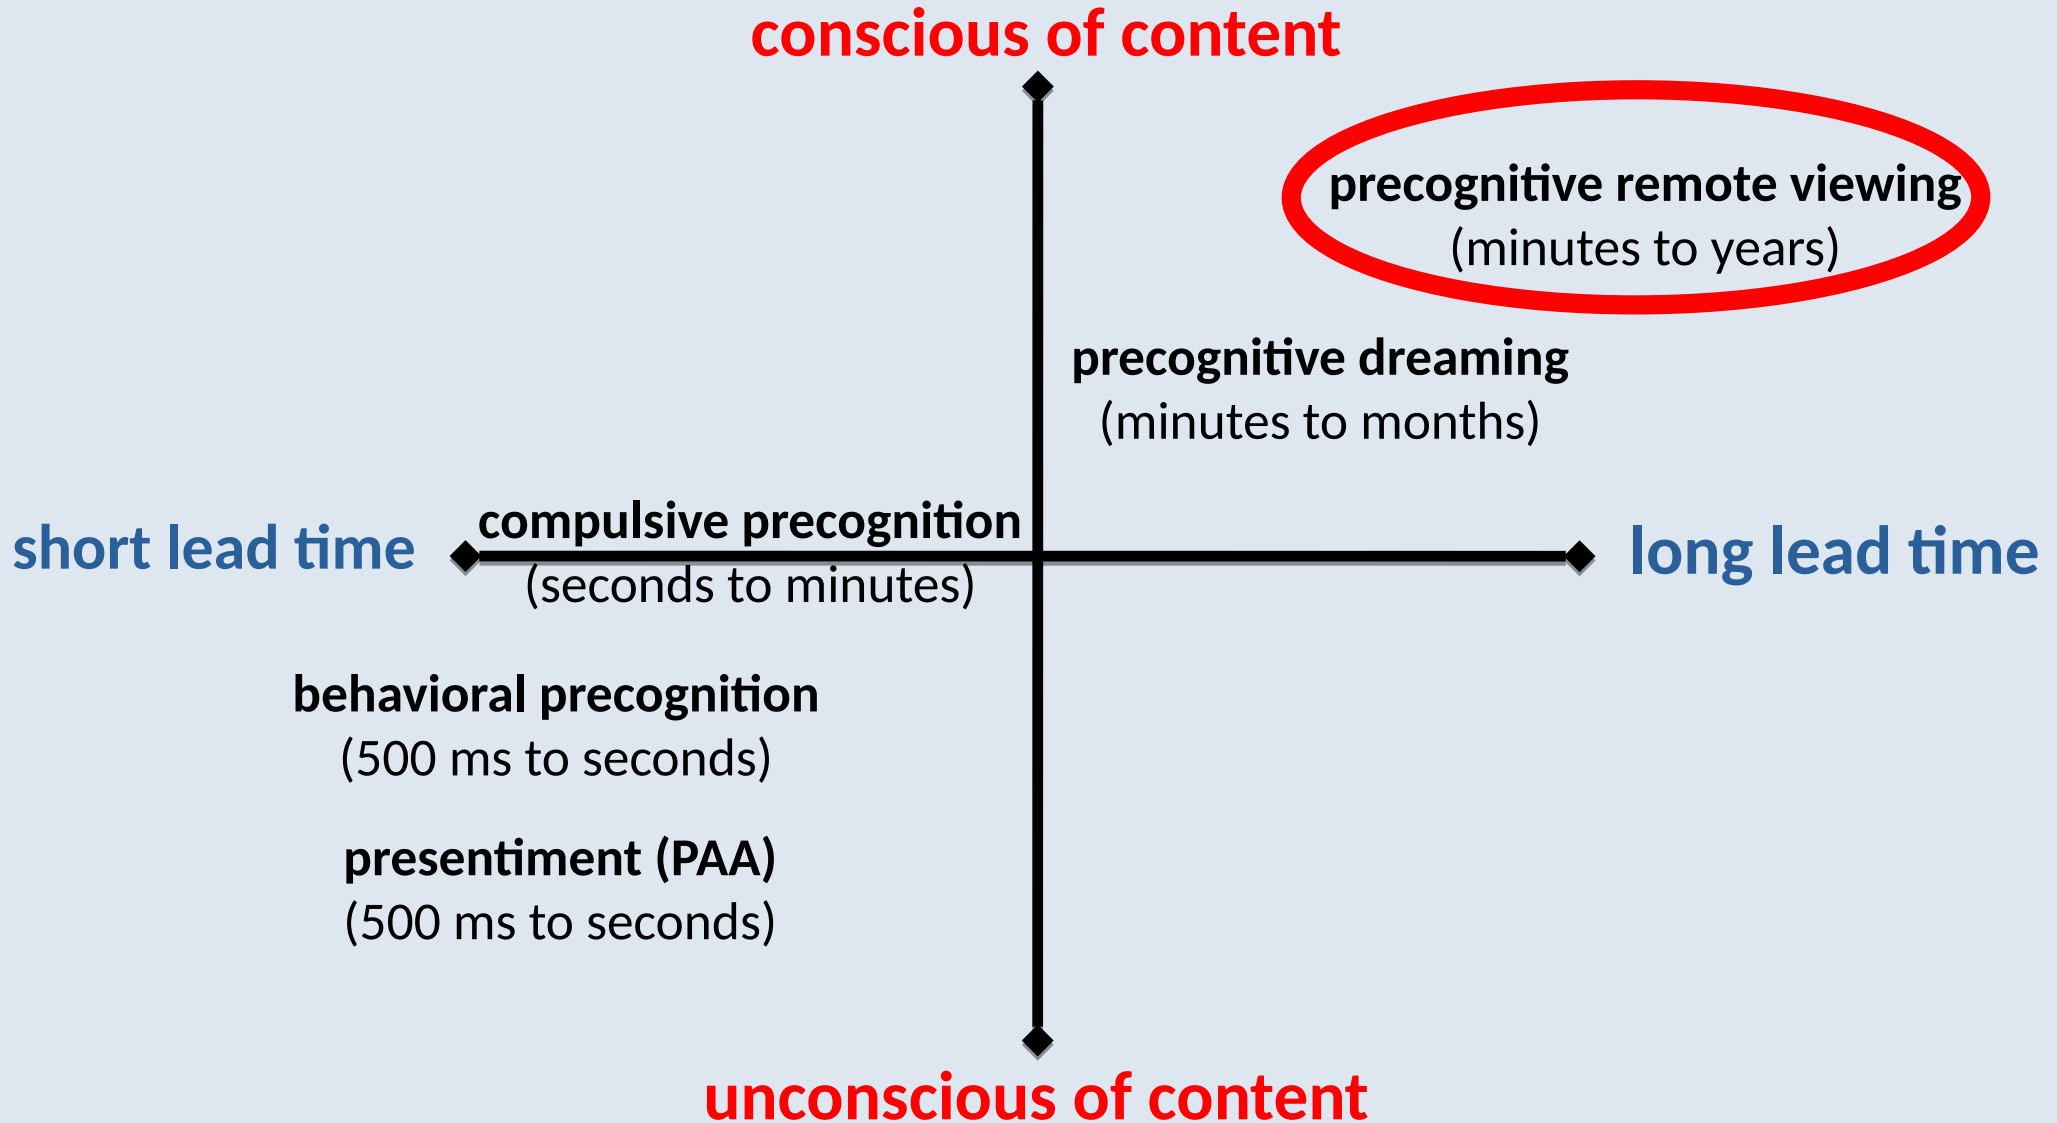 conscious of content
precognitive remote viewing
(minutes to years)
precognitive dreaming
(minutes to months)
compulsive precognition
short lead time
long lead time
(seconds to minutes)
behavioral precognition
(500 ms to seconds)
presentiment (PAA)
(500 ms to seconds)
unconscious of content